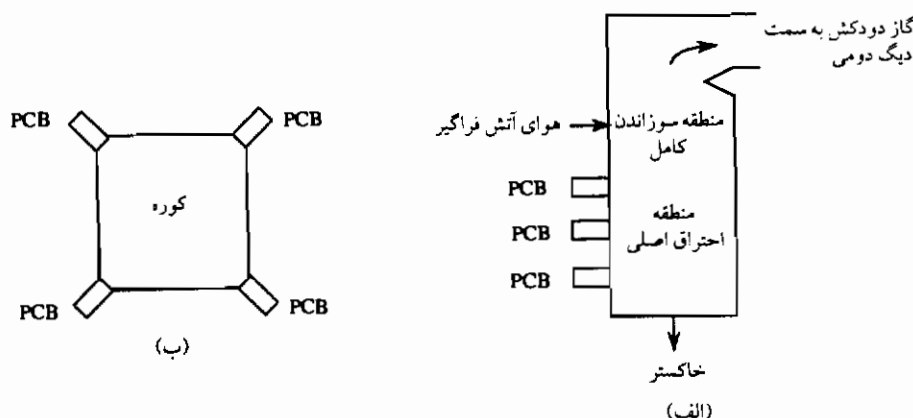 گاز دودکش به سمت
دیگ دومی
منطقه سوزاندن
کامل
هوای آتش فراگیر
PCB
PCB
PCB
منطقه
احتراق اصلی
خاکستر
(الف)
PCB
PCB
کوره
PCB
PCB
(ب)